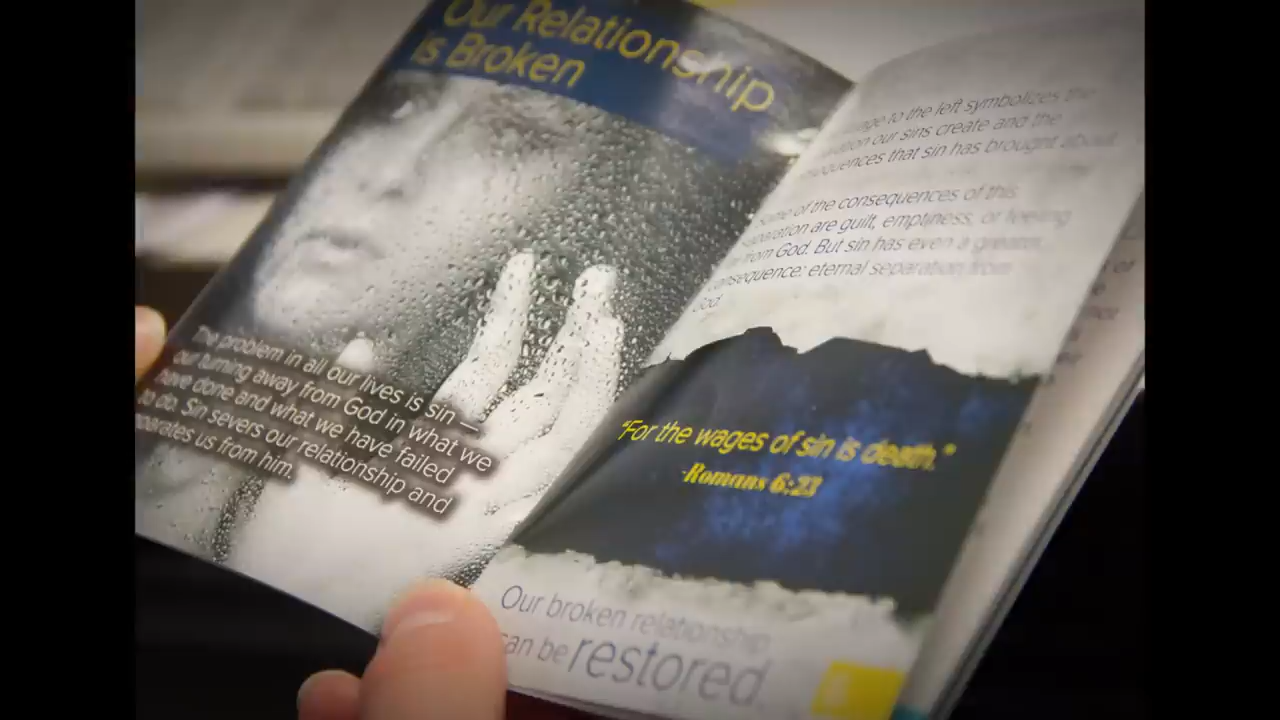 Our Relationship
is Broken
The problem in all our lives is sin —
our turning away from God in what we
have done and what we have failed
to do. Sin severs our relationship and
us from him.
to the left symbolizes the
our sins create and the
that sin has brought about.
of the consequences of this
are guilt, emptiness, or feeling
from God. But sin has even a greater
consequence: eternal separation from
God.
"For the wages of sin is death."
-Romans 6:23
Our broken relationship
can be restored.